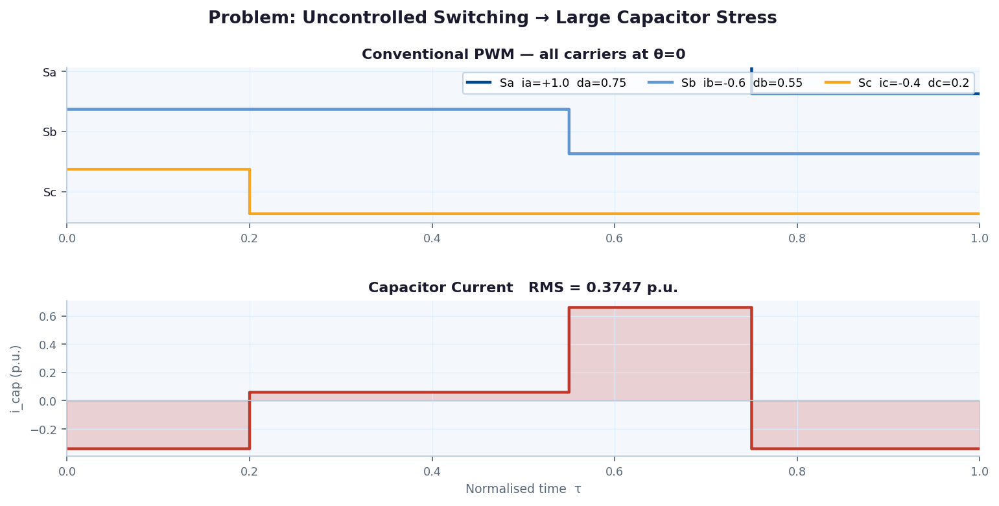 Problem: Uncontrolled Switching → Large Capacitor Stress
Conventional PWM — all carriers at θ=0
Sa
Sa  ia=+1.0  da=0.75
Sb  ib=-0.6  db=0.55
Sc  ic=-0.4  dc=0.2
Sb
Sc
0.0 0.2 0.4 0.6 0.8 1.0
Capacitor Current   RMS = 0.3747 p.u.
i_cap (p.u.)
0.6
0.4
0.2
0.0
−0.2
0.0 0.2 0.4 0.6 0.8 1.0
Normalised time  τ